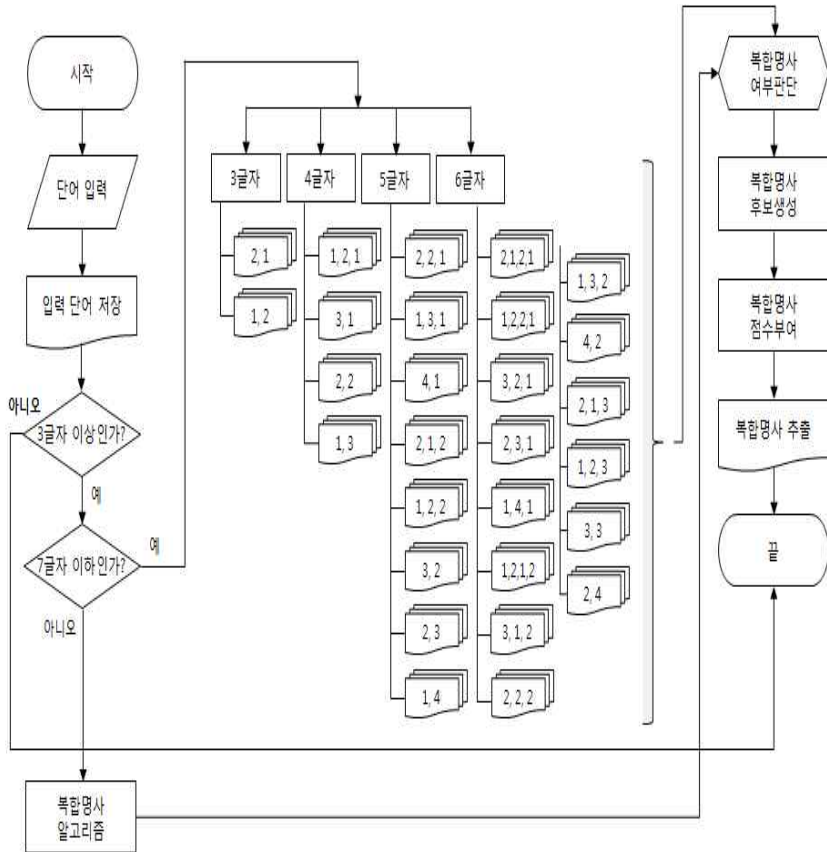 시작
단어 입력
입력 단어 저장
아니오
3글자 이상인가?
예
7글자 이하인가?
예
아니오
복합명사
알고리즘
3글자
2, 1
1, 2
4글자
1, 2, 1
3, 1
2, 2
1, 3
5글자
2, 2, 1
1, 3, 1
4, 1
2, 1, 2
1, 2, 2
3, 2
2, 3
1, 4
6글자
2,1,2,1
1,2,2,1
3, 2, 1
2, 3, 1
1, 4, 1
1,2,1,2
3, 1, 2
2, 2, 2
1, 3, 2
4, 2
2, 1, 3
1, 2, 3
3, 3
2, 4
복합명사
여부판단
복합명사
후보생성
복합명사
점수부여
복합명사 추출
끝